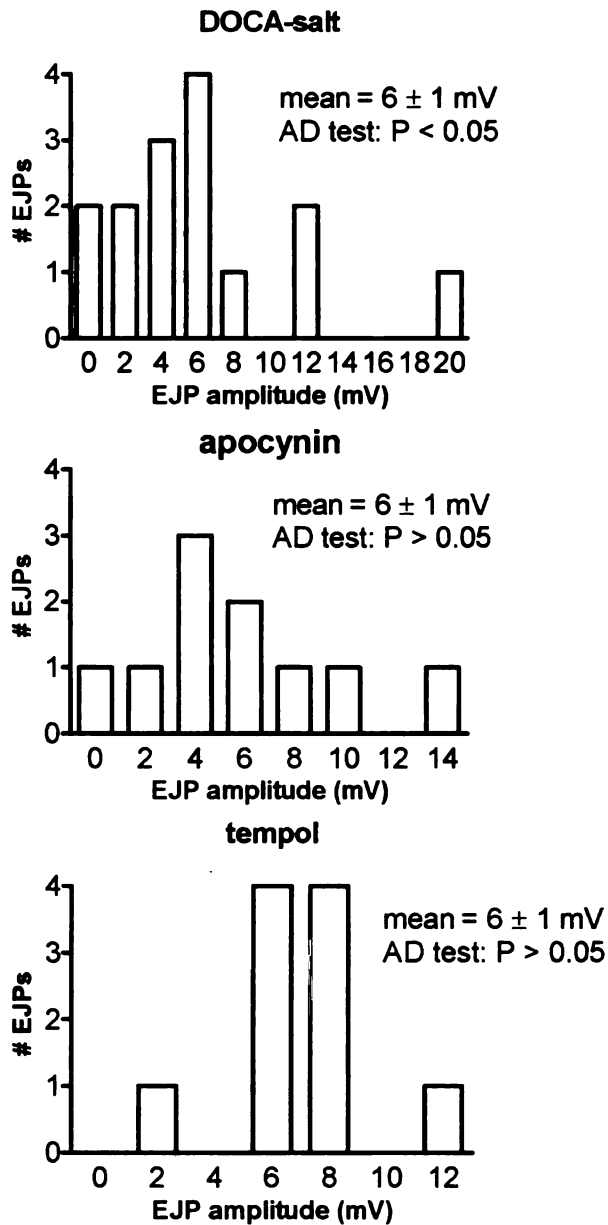 DOCA-salt
mean = 6 ± 1 mV
AD test: P < 0.05
# EJPs
4
3
2
1
0
0 2 4 6 8 10 12 14 16 18 20
EJP amplitude (mV)
apocynin
mean = 6 ± 1 mV
AD test: P > 0.05
# EJPs
4
3
2
1
0
0 2 4 6 8 10 12 14
EJP amplitude (mV)
tempol
mean = 6 ± 1 mV
AD test: P > 0.05
# EJPs
4
3
2
1
0
0 2 4 6 8 10 12
EJP amplitude (mV)